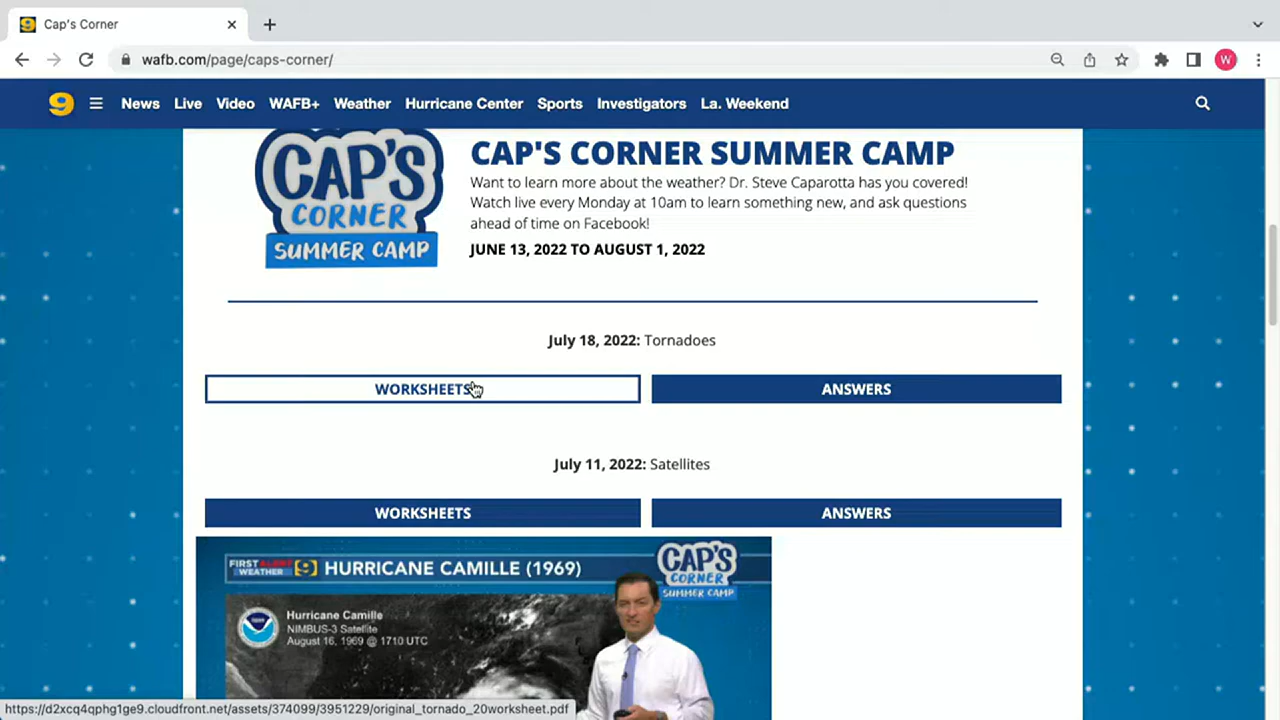 9 Cap's Corner
wafb.com/page/caps-corner/
W
9 News Live Video WAFB+ Weather Hurricane Center Sports Investigators La. Weekend
CAP'S
CORNER
SUMMER CAMP
CAP'S CORNER SUMMER CAMP
Want to learn more about the weather? Dr. Steve Caparotta has you covered!
Watch live every Monday at 10am to learn something new, and ask questions
ahead of time on Facebook!
JUNE 13, 2022 TO AUGUST 1, 2022
July 18, 2022: Tornadoes
WORKSHEETS ANSWERS
July 11, 2022: Satellites
WORKSHEETS ANSWERS
FIRST ALERT
WEATHER 9 HURRICANE CAMILLE (1969)
CAP'S
CORNER
SUMMER CAMP
Hurricane Camille
NIMBUS-3 Satellite
August 16, 1969 @ 1710 UTC
https://d2xcq4qphg1ge9.cloudfront.net/assets/374099/3951229/original_tornado_20worksheet.pdf